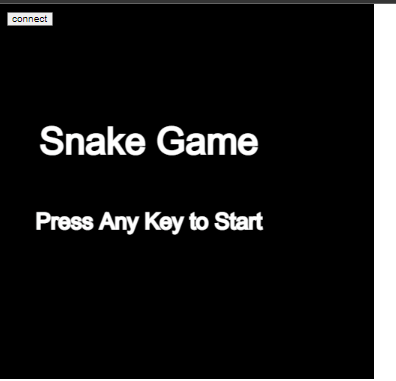 connect
Snake Game
Press Any Key to Start